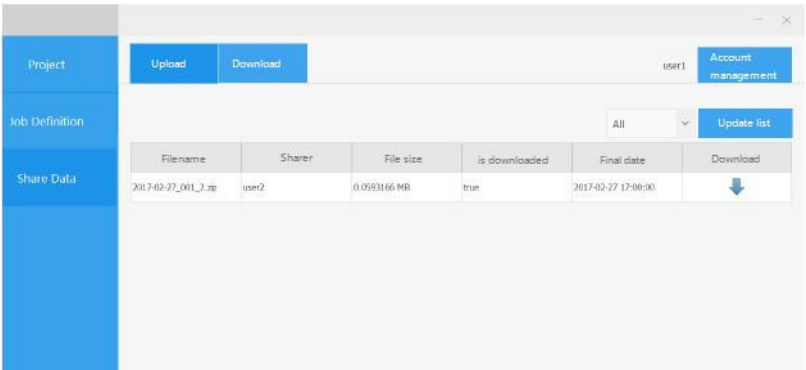 Project
Job Definition
Share Data
Upload Download user1 Account management
All Update list
Filename Sharer File size is downloaded Final date Download
2017-02-27_001_2.zip user2 0.0593166 MB true 2017-02-27 17:00:00